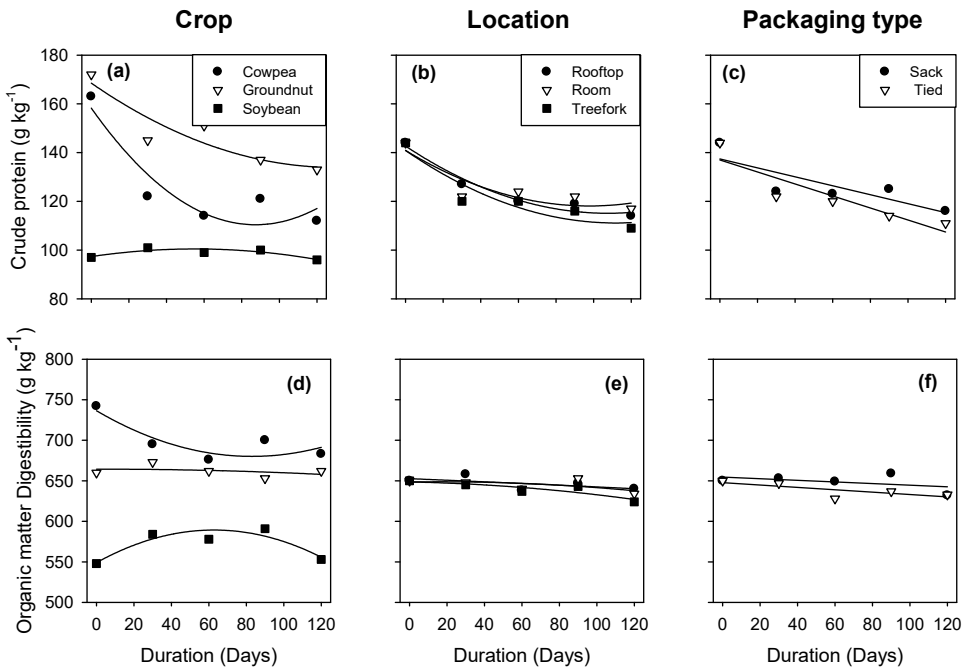 Crop
Location
Packaging type
Crude protein (g kg-1)
180
160
140
120
100
80
(a)
Cowpea
Groundnut
Soybean
(b)
Rooftop
Room
Treefork
(c)
Sack
Tied
Organic matter Digestibility (g kg-1)
800
750
700
650
600
550
500
(d)
(e)
(f)
0 20 40 60 80 100 120
0 20 40 60 80 100 120
0 20 40 60 80 100 120
Duration (Days)
Duration (Days)
Duration (Days)